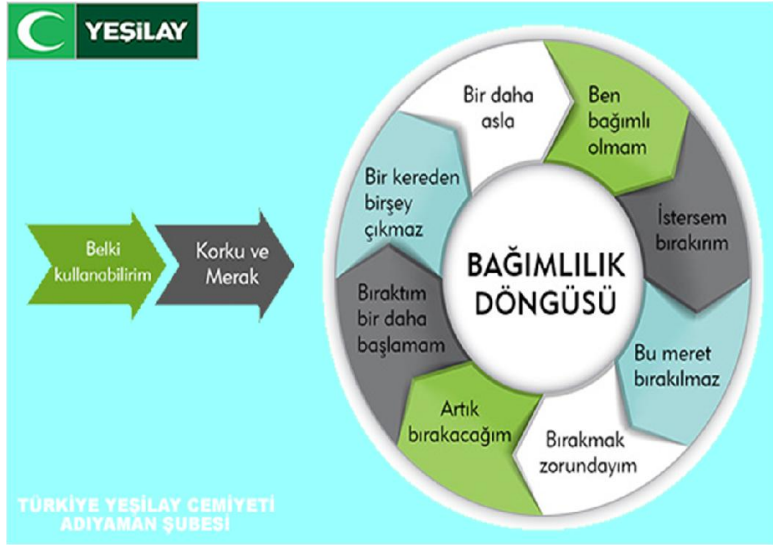 YEŞİLAY
Belki
kullanabilirim
Korku ve
Merak
BAĞIMLILIK
DÖNGÜSÜ
Bir kereden
birşey
çıkmaz
Bir daha
asla
Ben
bağımlı
olmam
İstersem
bırakırım
Bu meret
bırakılmaz
Bırakmak
zorundayım
Artık
bırakacağım
Bıraktım
bir daha
başlamam
TÜRKİYE YEŞİLAY CEMİYETİ
ADIYAMAN ŞUBESİ